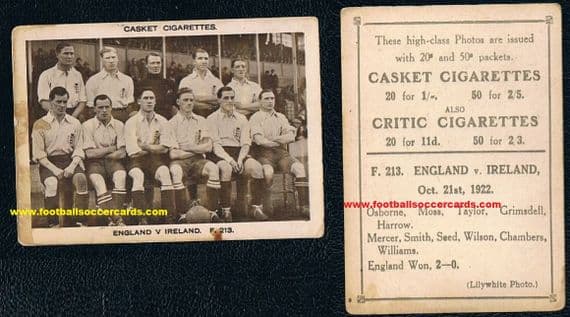 CASKET CIGARETTES.
www.footballsoccercards.com
ENGLAND V IRELAND. F. 213.
These high-class Photos are issued
with 20s and 50s packets.
CASKET CIGARETTES
20 for 1/-. 50 for 2/5.
ALSO
CRITIC CIGARETTES
20 for 11d. 50 for 2/3.
F. 213. ENGLAND v. IRELAND,
Oct. 21st, 1922.
www.footballsoccercards.com
Osborne, Moss, Taylor, Grimsdell,
Harrow.
Mercer, Smith, Seed, Wilson, Chambers,
Williams.
England Won, 2—0.
(Lilywhite Photo.)